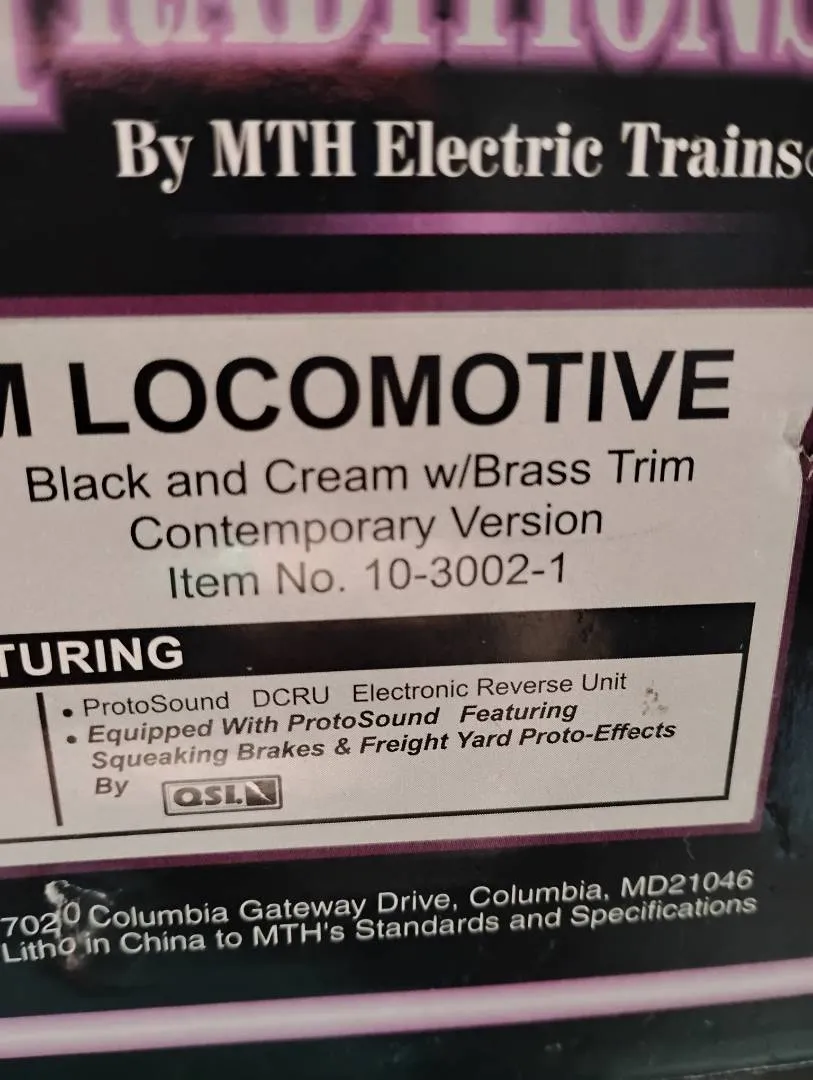 TRADITIONS
By MTH Electric Trains
M LOCOMOTIVE
Black and Cream w/Brass Trim
Contemporary Version
Item No. 10-3002-1
TURING
• ProtoSound DCRU Electronic Reverse Unit
• Equipped With ProtoSound Featuring
Squeaking Brakes & Freight Yard Proto-Effects
By QSI
7020 Columbia Gateway Drive, Columbia, MD21046
Litho in China to MTH's Standards and Specifications